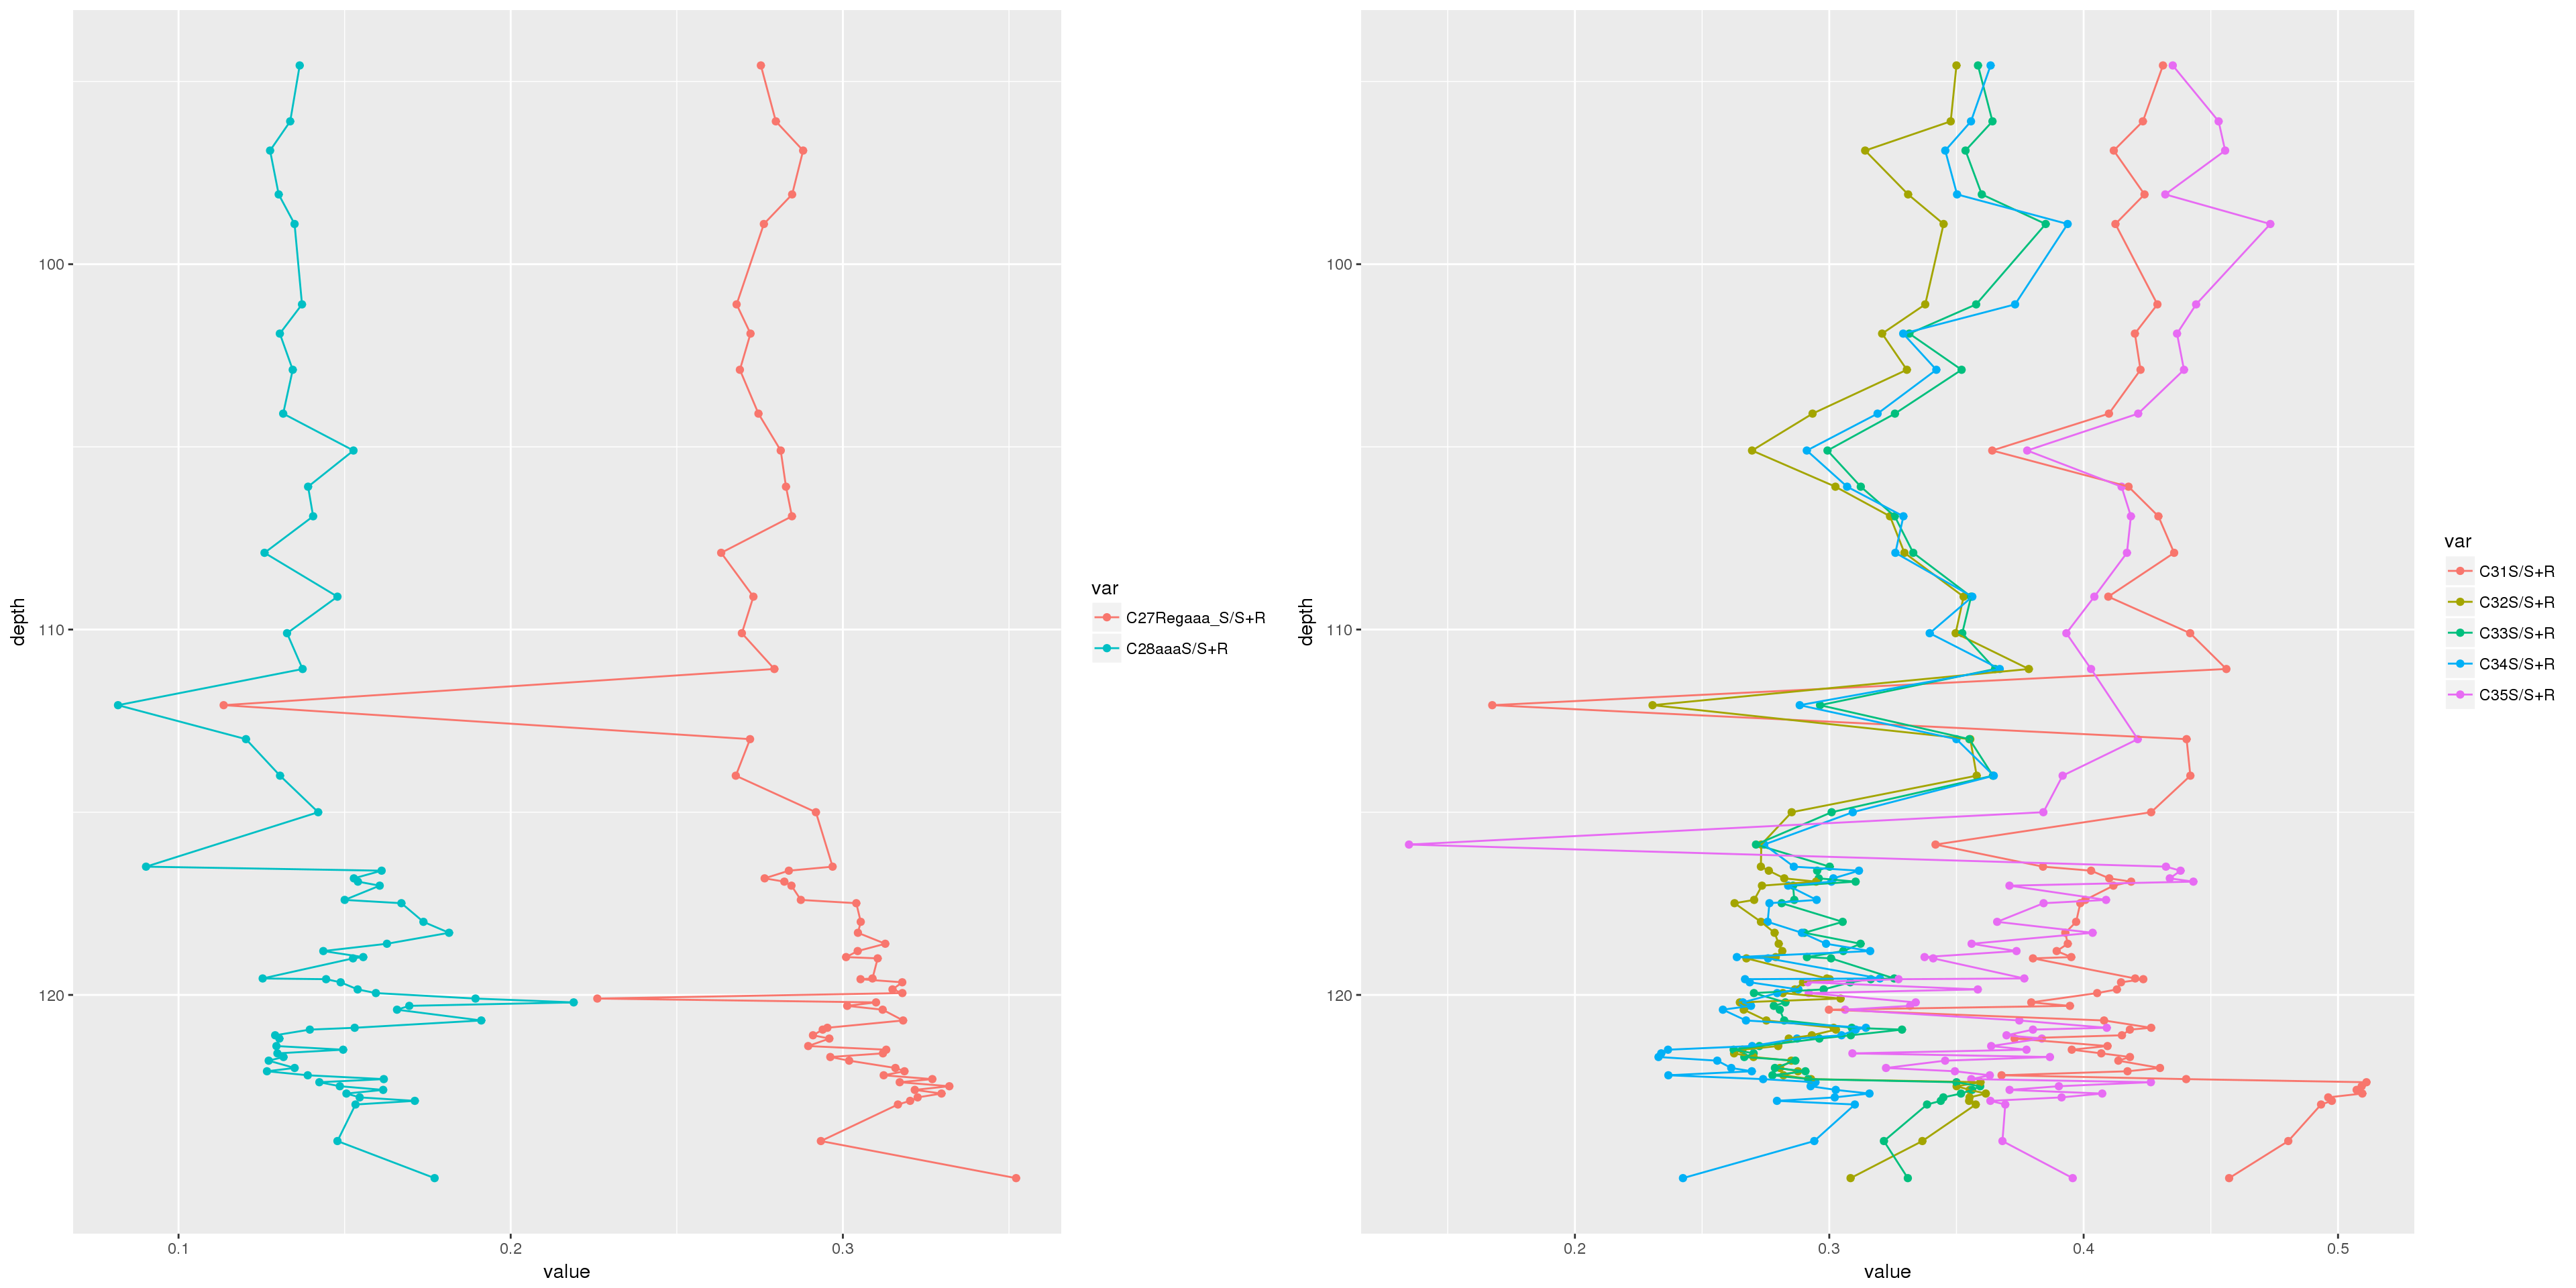 100
110
120
depth
0.1
0.2
0.3
value
var
C27Regaaa_S/S+R
C28aaaS/S+R
100
110
120
depth
0.2
0.3
0.4
0.5
value
var
C31S/S+R
C32S/S+R
C33S/S+R
C34S/S+R
C35S/S+R